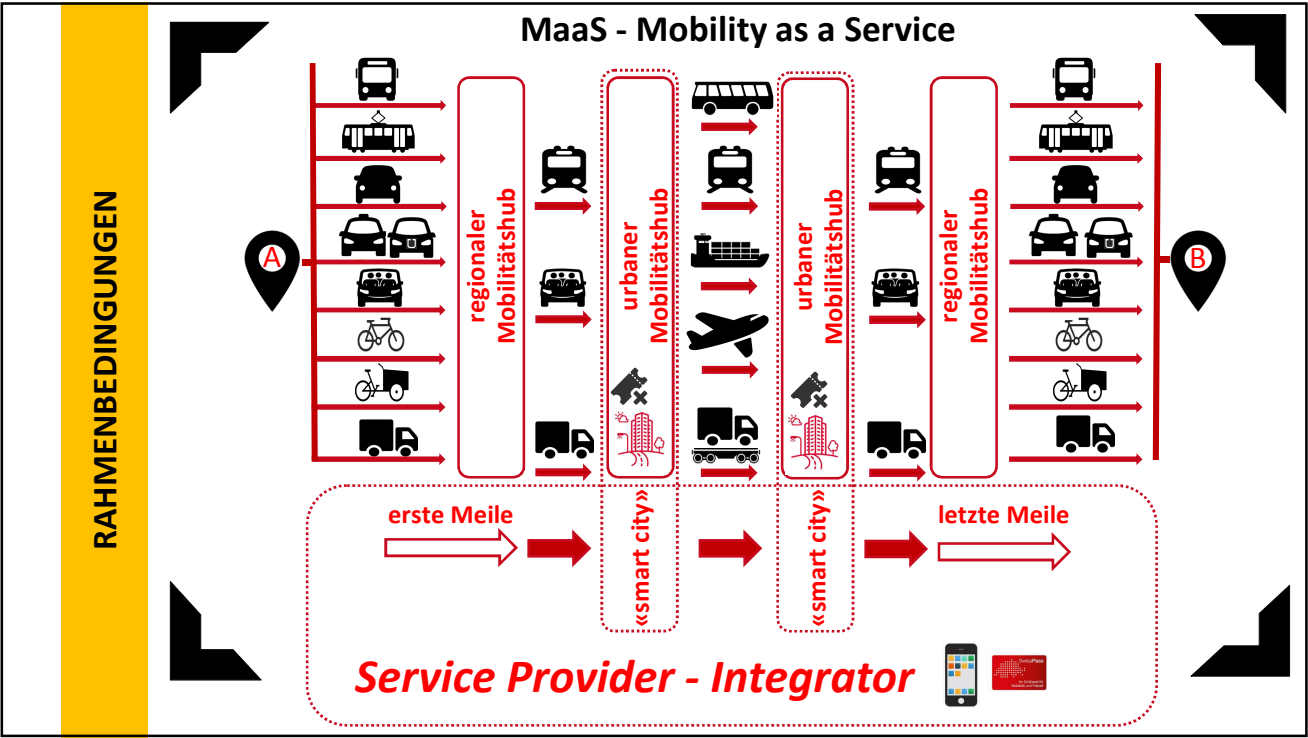 MaaS - Mobility as a Service
RAHMENBEDINGUNGEN
A
regionaler
Mobilitätshub
urbaner
Mobilitätshub
urbaner
Mobilitätshub
regionaler
Mobilitätshub
B
erste Meile
«smart city»
«smart city»
letzte Meile
Service Provider - Integrator
SwissPass